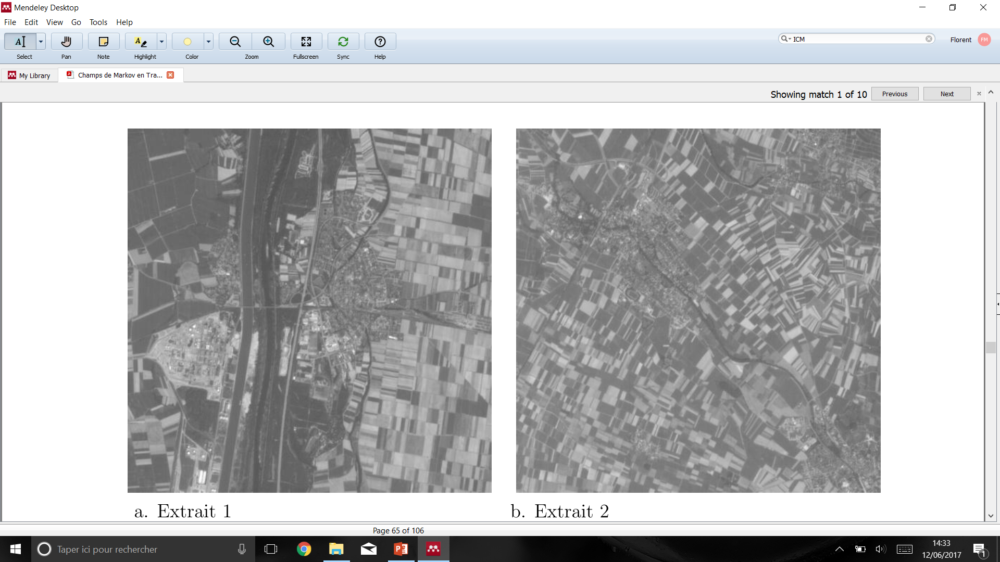 Mendeley Desktop
File Edit View Go Tools Help
ICM
Florent FM
Select Pan Note Highlight Color Zoom Fullscreen Sync Help
My Library Champs de Markov en Tra...
Showing match 1 of 10 Previous Next
a. Extrait 1 b. Extrait 2
Page 65 of 106
Taper ici pour rechercher
14:33
12/06/2017
1